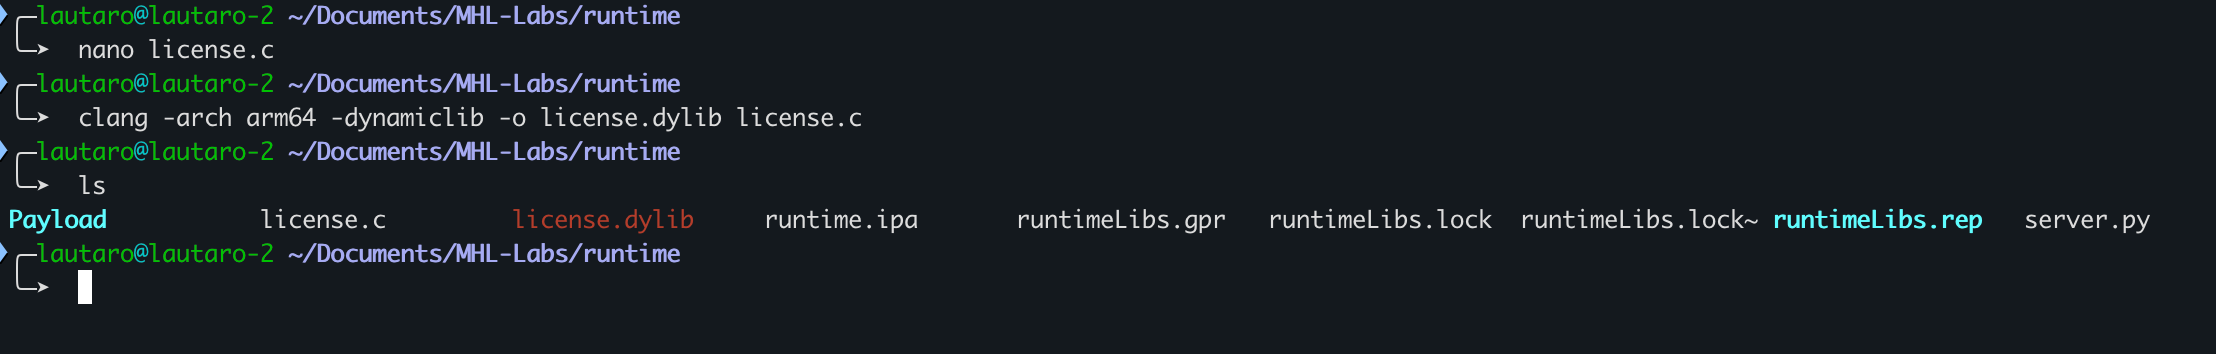 lautaro@lautaro-2 ~/Documents/MHL-Labs/runtime
nano license.c
lautaro@lautaro-2 ~/Documents/MHL-Labs/runtime
clang -arch arm64 -dynamiclib -o license.dylib license.c
lautaro@lautaro-2 ~/Documents/MHL-Labs/runtime
ls
Payload license.c license.dylib runtime.ipa runtimeLibs.gpr runtimeLibs.lock runtimeLibs.lock~ runtimeLibs.rep server.py
lautaro@lautaro-2 ~/Documents/MHL-Labs/runtime